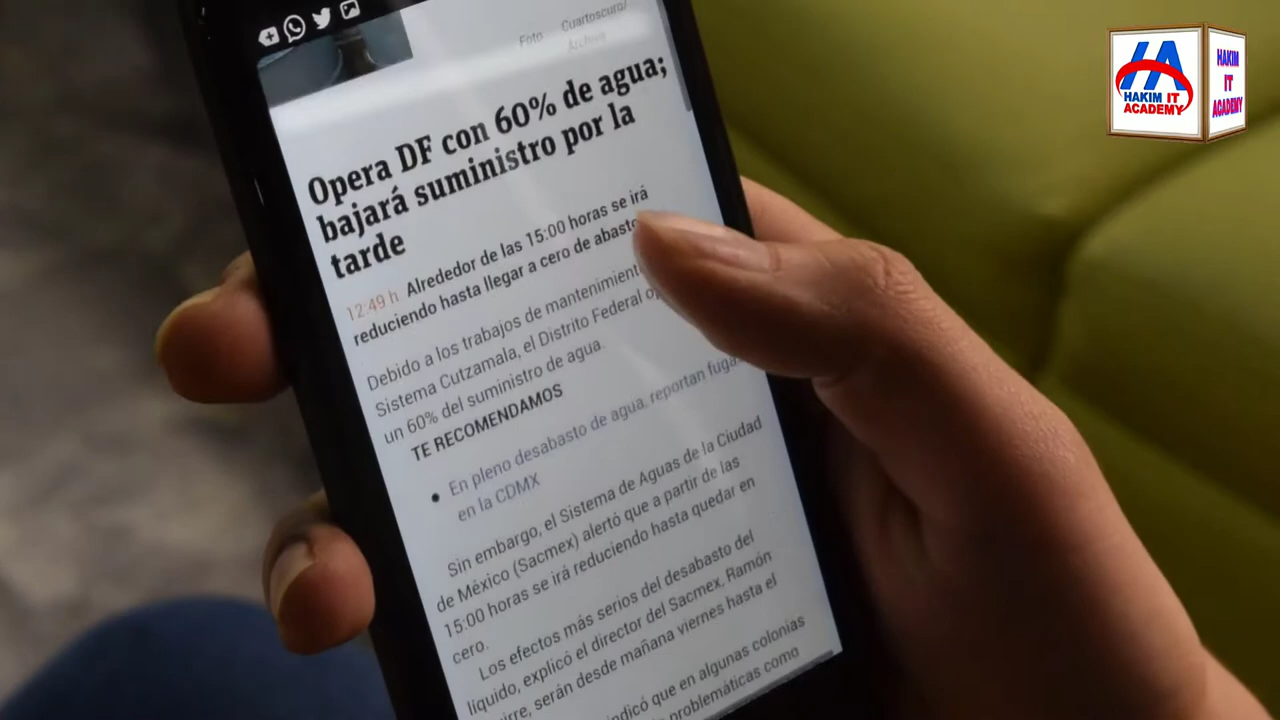 Foto Cuartoscuro/
Archivo
Opera DF con 60% de agua;
bajará suministro por la
tarde
12:49 h Alrededor de las 15:00 horas se irá
reduciendo hasta llegar a cero de
Debido a los trabajos de
Sistema Cutzamala, el Distrito Federal
un 60% del suministro de agua.
TE RECOMENDAMOS
• En pleno desabasto de agua, reportan
en la CDMX
Sin embargo, el Sistema de Aguas de la Ciudad
de México (Sacmex) alertó que a partir de las
15:00 horas se irá reduciendo hasta quedar en
cero.
Los efectos más serios del desabasto del
líquido, explicó el director del Sacmex, Ramón
serán desde mañana viernes hasta el
que en algunas colonias
problemáticas como
HAKIM IT
ACADEMY
HAKIM
IT
ACADEMY